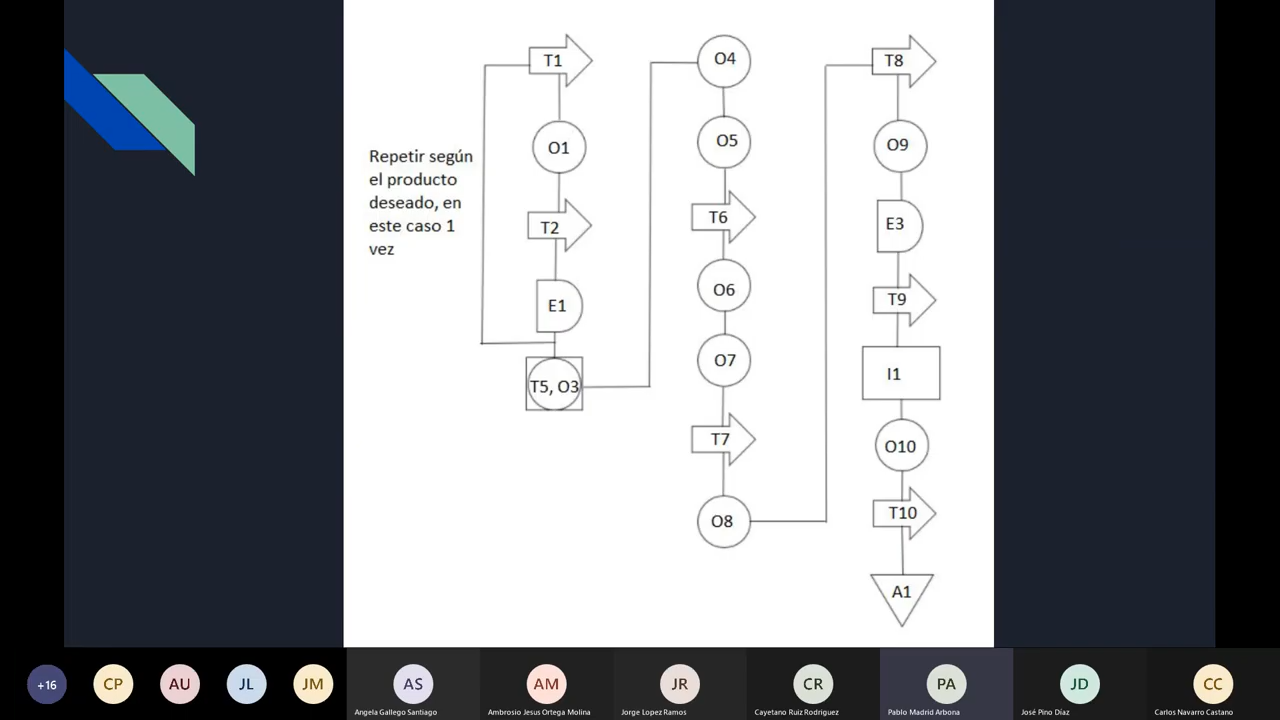 Repetir según
el producto
deseado, en
este caso 1
vez
T1
O1
T2
E1
T5, O3
O4
O5
T6
O6
O7
T7
O8
T8
O9
E3
T9
I1
O10
T10
A1
+16
CP
AU
JL
JM
AS
Angela Gallego Santiago
AM
Ambrosio Jesus Ortega Molina
JR
Jorge Lopez Ramos
CR
Cayetano Ruiz Rodriguez
PA
Pablo Madrid Arbona
JD
José Pino Díaz
CC
Carlos Navarro Castano